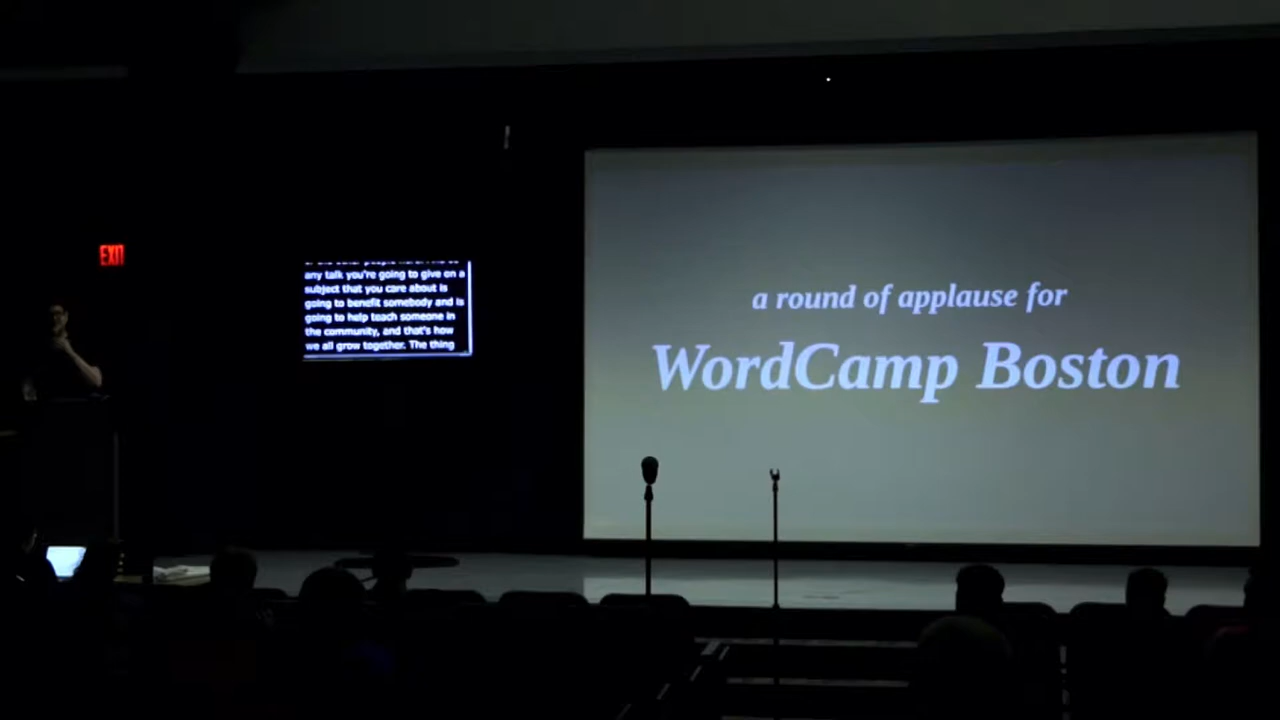 EXIT
any talk you're going to give on a
subject that you care about is
going to benefit somebody and is
going to help teach someone in
the community, and that's how
we all grow together. The thing
a round of applause for
WordCamp Boston